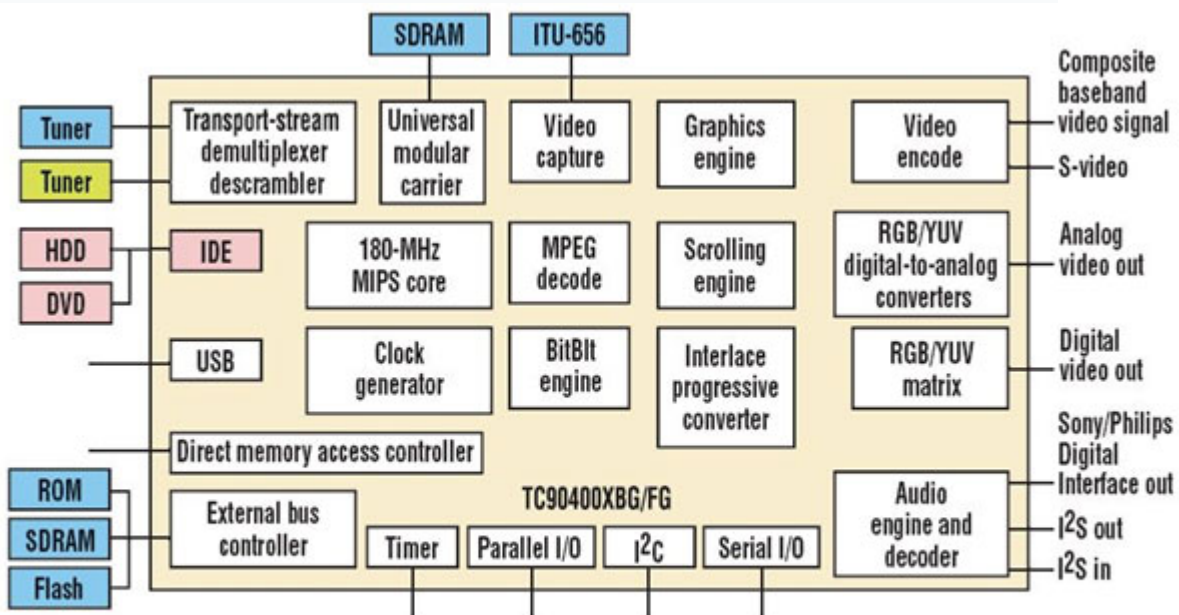 SDRAM
ITU-656
Tuner
Tuner
HDD
DVD
Transport-stream
demultiplexer
descrambler
Universal
modular
carrier
Video
capture
Graphics
engine
Video
encode
Composite
baseband
video signal
S-video
IDE
180-MHz
MIPS core
MPEG
decode
Scrolling
engine
RGB/YUV
digital-to-analog
converters
Analog
video out
USB
Clock
generator
BitBlt
engine
Interlace
progressive
converter
RGB/YUV
matrix
Digital
video out
Direct memory access controller
ROM
SDRAM
Flash
External bus
controller
TC90400XBG/FG
Timer
Parallel I/O
I²C
Serial I/O
Audio
engine and
decoder
Sony/Philips
Digital
Interface out
I²S out
I²S in